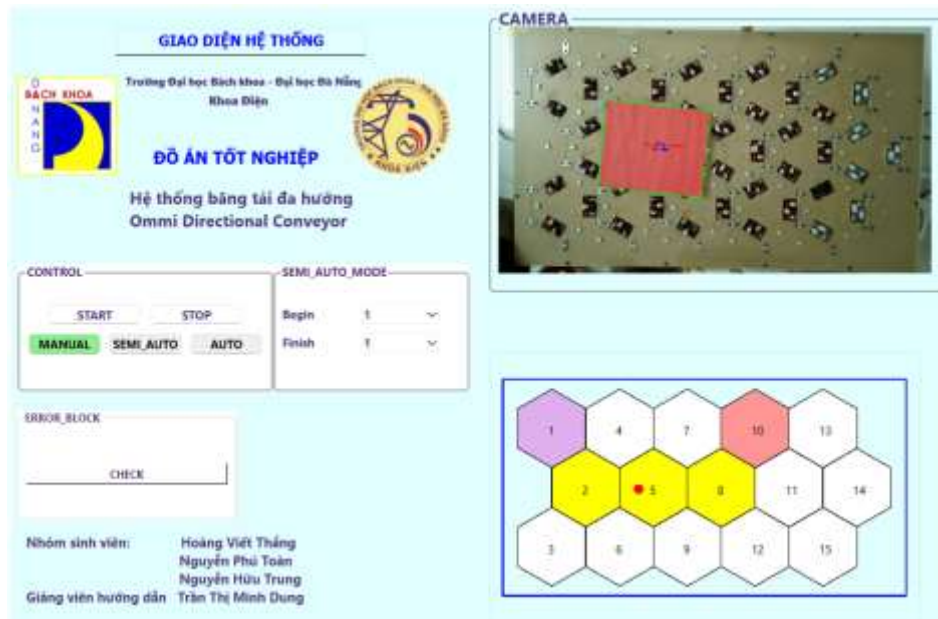 GIAO DIỆN HỆ THỐNG
Trường Đại học Bách khoa - Đại học Đà Nẵng
Khoa Điện
BÁCH KHOA
ĐÀ NẴNG
KHOA ĐIỆN
ĐỒ ÁN TỐT NGHIỆP
Hệ thống băng tải đa hướng
Ommi Directional Conveyor
CONTROL
START STOP
MANUAL SEMI_AUTO AUTO
SEMI_AUTO_MODE
Begin 1
Finish 1
ERROR_BLOCK
CHECK
Nhóm sinh viên: Hoàng Viết Thắng
Nguyễn Phú Toàn
Nguyễn Hữu Trung
Giảng viên hướng dẫn Trần Thị Minh Dung
CAMERA
1 4 7 10 13
2 5 8 11 14
3 6 9 12 15